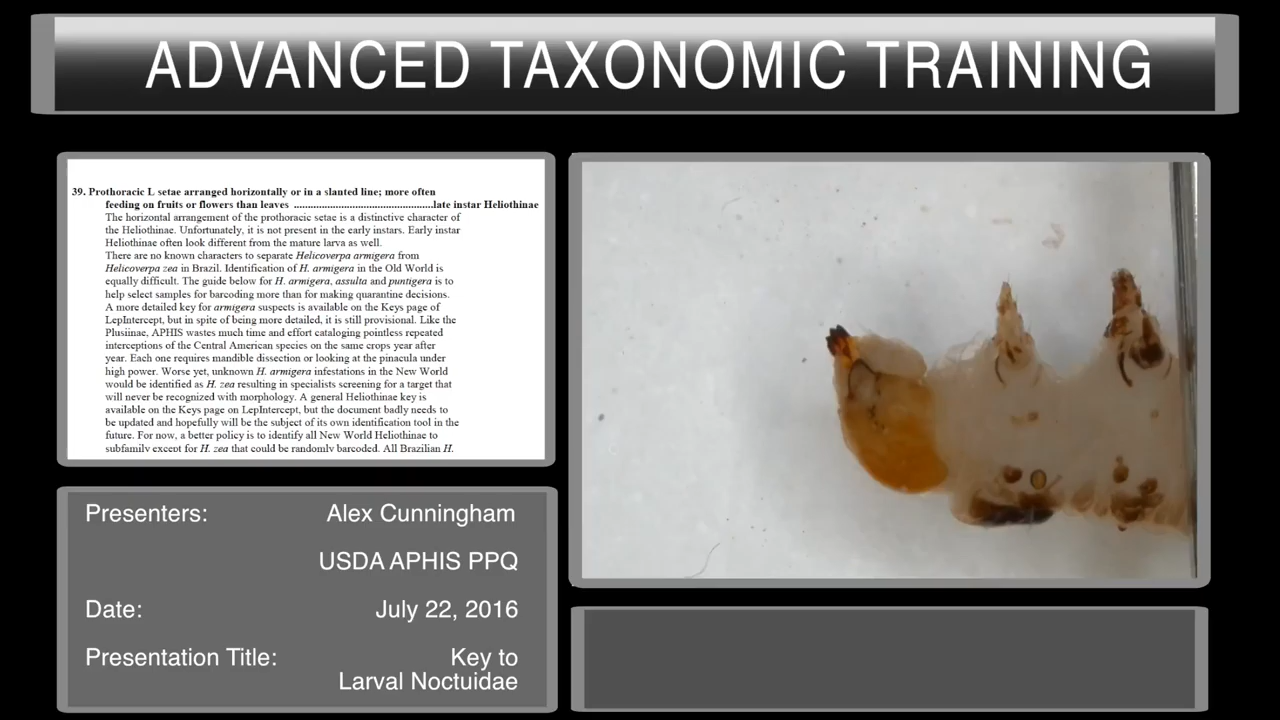 ADVANCED TAXONOMIC TRAINING
39. Prothoracic L setae arranged horizontally or in a slanted line; more often
feeding on fruits or flowers than leaves ................................................late instar Heliothinae
The horizontal arrangement of the prothoracic setae is a distinctive character of
the Heliothinae. Unfortunately, it is not present in the early instars. Early instar
Heliothinae often look different from the mature larva as well.
There are no known characters to separate Helicoverpa armigera from
Helicoverpa zea in Brazil. Identification of H. armigera in the Old World is
equally difficult. The guide below for H. armigera, assulta and puntigera is to
help select samples for barcoding more than for making quarantine decisions.
A more detailed key for armigera suspects is available on the Keys page of
LepIntercept, but in spite of being more detailed, it is still provisional. Like the
Plusiinae, APHIS wastes much time and effort cataloging pointless repeated
interceptions of the Central American species on the same crops year after
year. Each one requires mandible dissection or looking at the pinacula under
high power. Worse yet, unknown H. armigera infestations in the New World
would be identified as H. zea resulting in specialists screening for a target that
will never be recognized with morphology. A general Heliothinae key is
available on the Keys page on LepIntercept, but the document badly needs to
be updated and hopefully will be the subject of its own identification tool in the
future. For now, a better policy is to identify all New World Heliothinae to
subfamily except for H. zea that could be randomly barcoded. All Brazilian H.
Presenters: Alex Cunningham
USDA APHIS PPQ
Date: July 22, 2016
Presentation Title: Key to
Larval Noctuidae